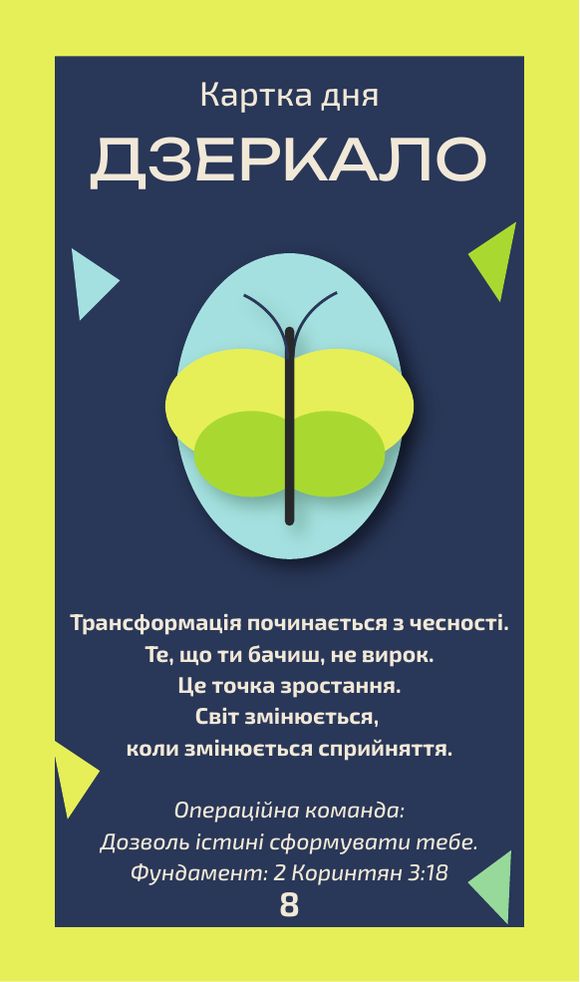 Картка дня
ДЗЕРКАЛО
Трансформація починається з чесності.
Те, що ти бачиш, не вирок.
Це точка зростання.
Світ змінюється,
коли змінюється сприйняття.
Операційна команда:
Дозволь істині сформувати тебе.
Фундамент: 2 Коринтян 3:18
8